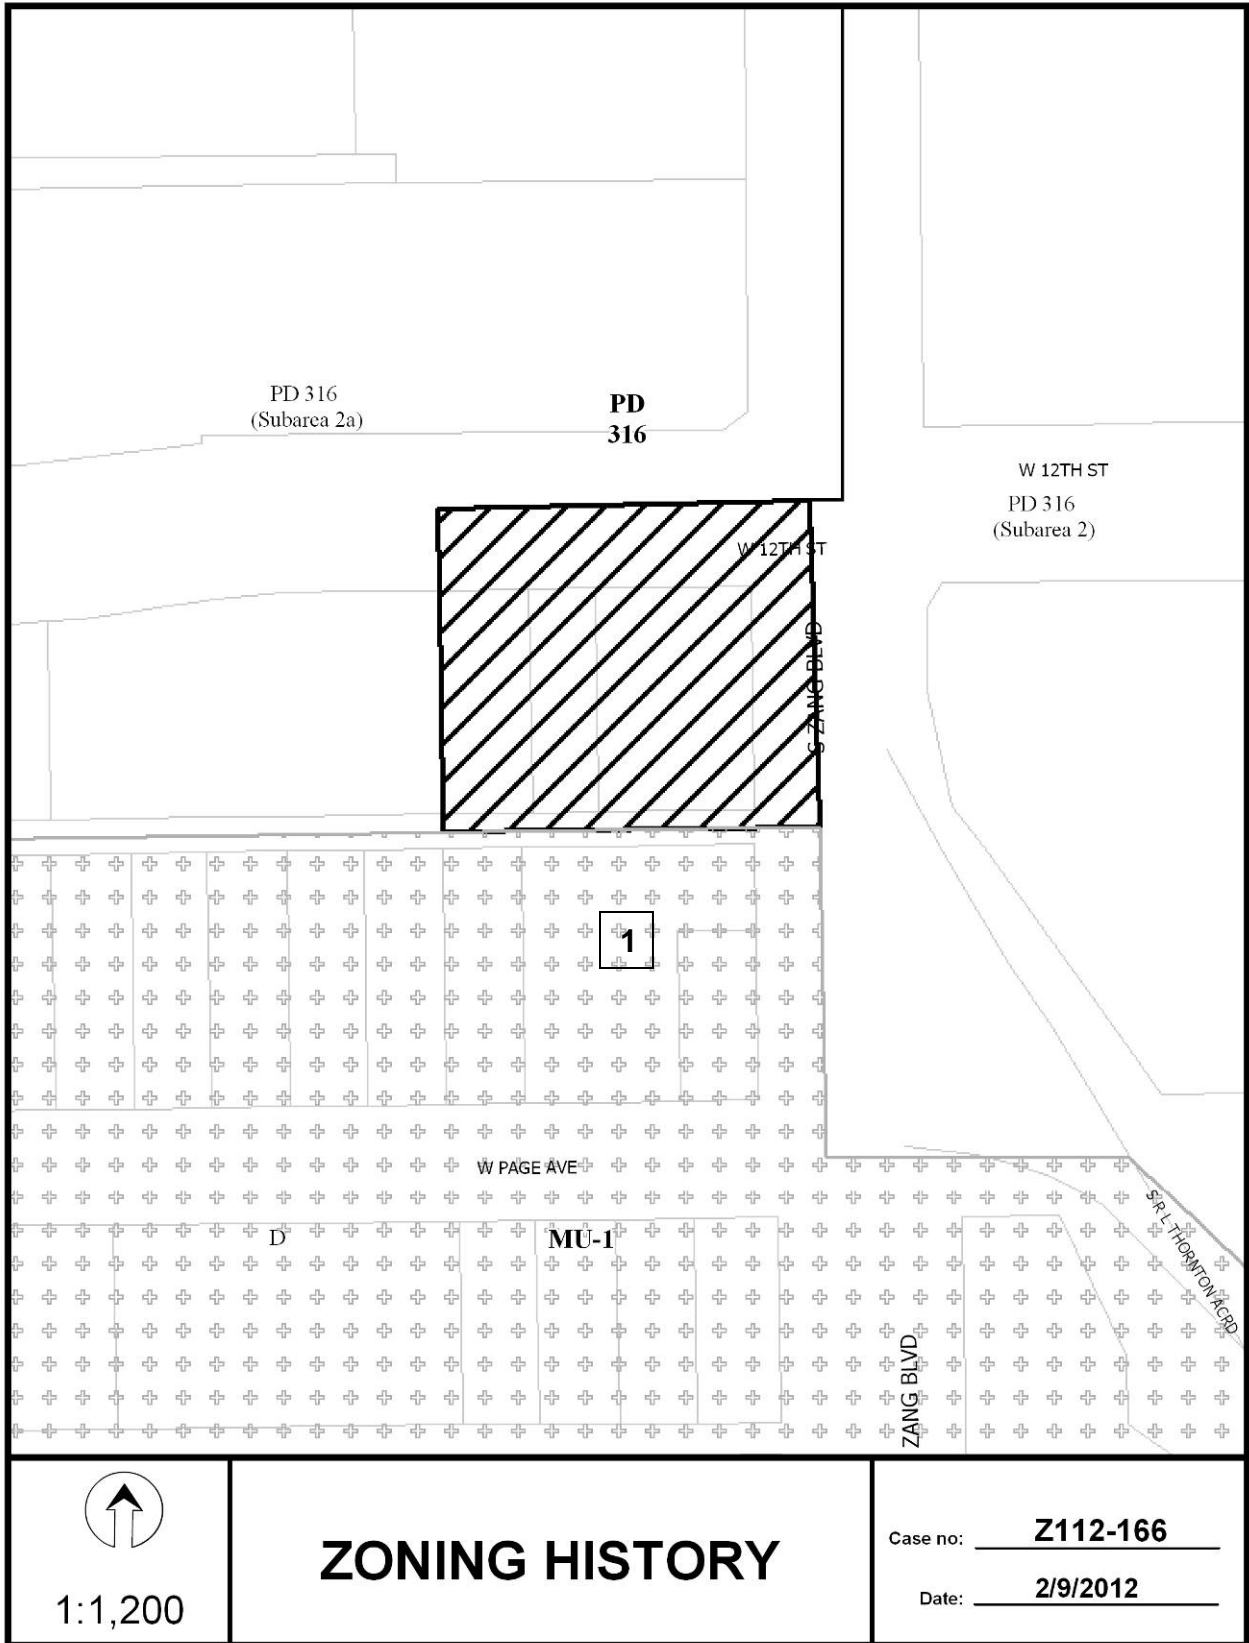 PD 316
(Subarea 2a)
PD
316
W 12TH ST
PD 316
(Subarea 2)
W 12TH ST
S ZANG BLVD
1
W PAGE AVE
D
MU-1
S R L THORNTON ACRD
ZANG BLVD
1:1,200
ZONING HISTORY
Case no: Z112-166
Date: 2/9/2012